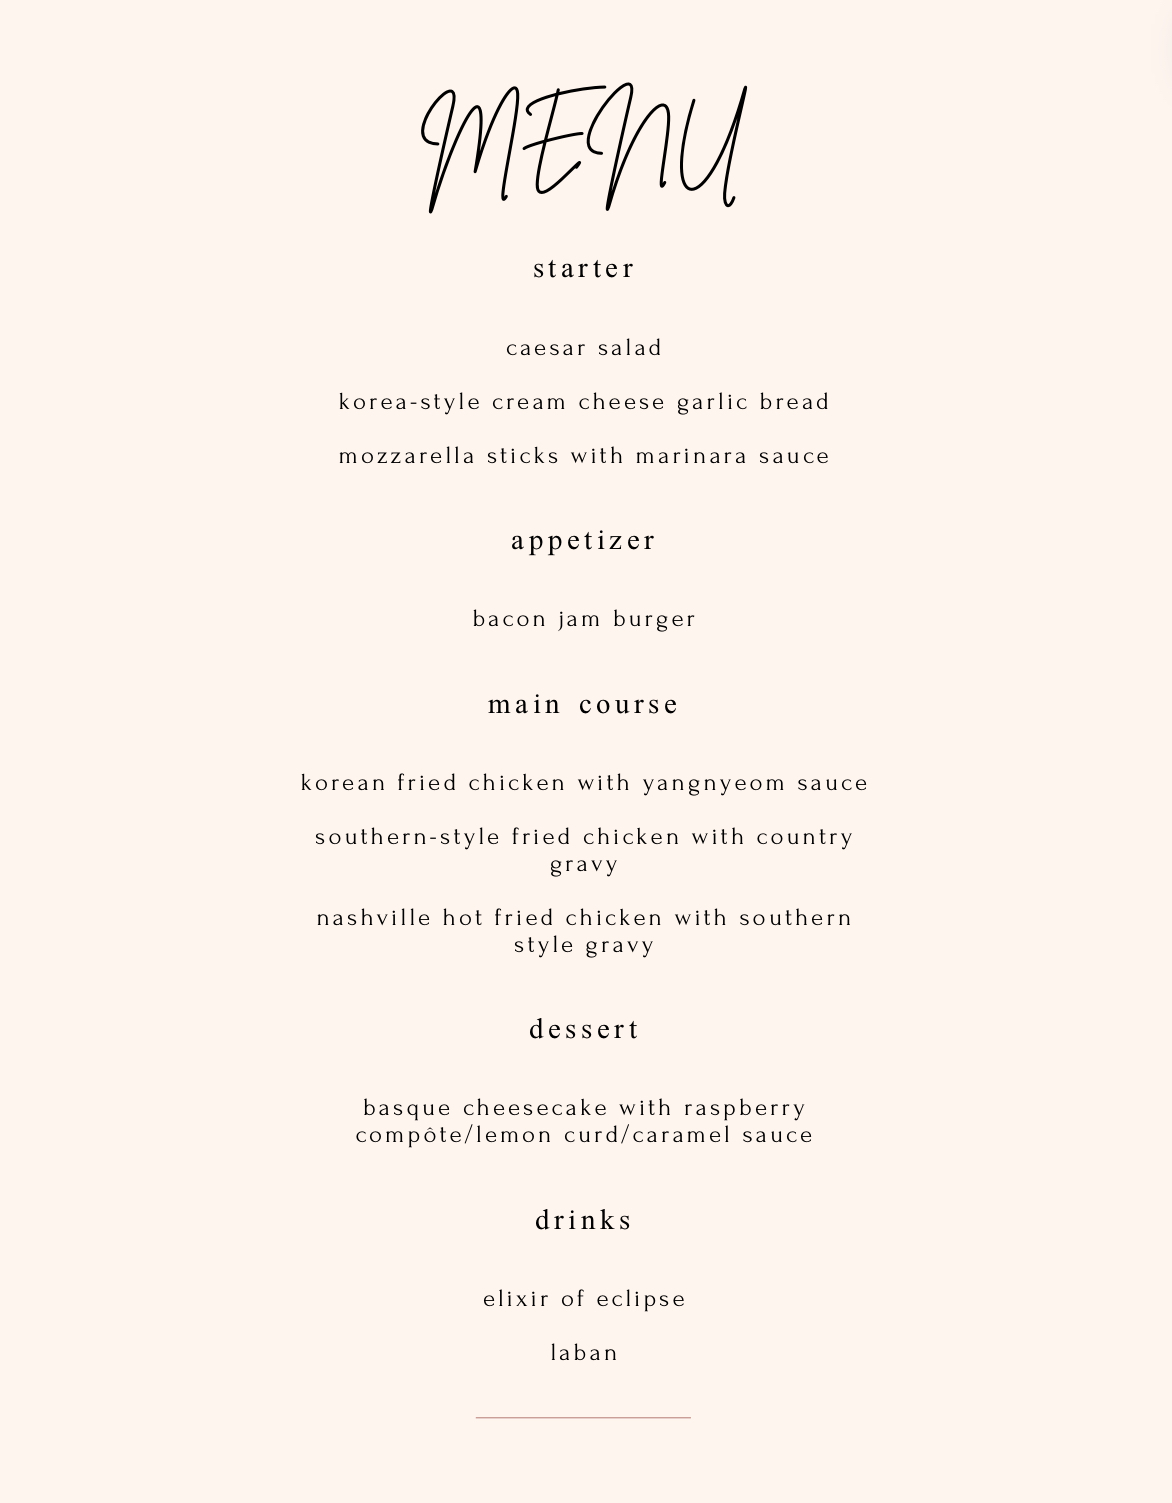 MENU
starter
caesar salad
korea-style cream cheese garlic bread
mozzarella sticks with marinara sauce
appetizer
bacon jam burger
main course
korean fried chicken with yangnyeom sauce
southern-style fried chicken with country
gravy
nashville hot fried chicken with southern
style gravy
dessert
basque cheesecake with raspberry
compôte/lemon curd/caramel sauce
drinks
elixir of eclipse
laban